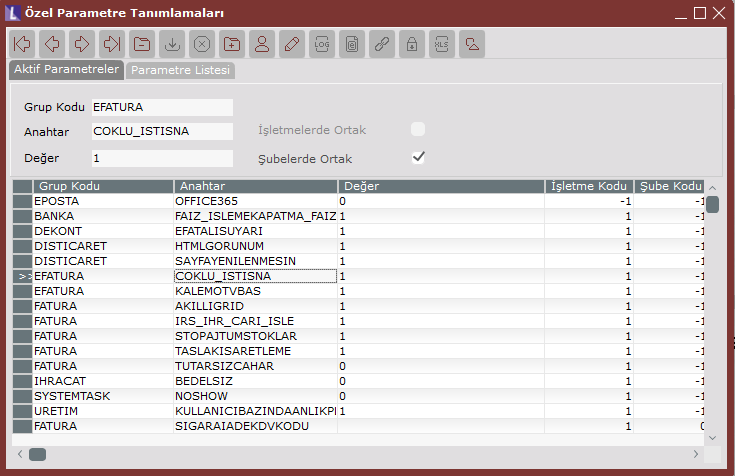 Özel Parametre Tanımlamaları
LOG XLS
Aktif Parametreler Parametre Listesi
Grup Kodu EFATURA
Anahtar COKLU_ISTISNA İşletmelerde Ortak
Değer 1 Şubelerde Ortak
Grup Kodu Anahtar Değer İşletme Kodu Şube Kodu
EPOSTA OFFICE365 0 -1 -1
BANKA FAIZ_ISLEMEKAPATMA_FAIZ 1 1 -1
DEKONT EFATALISUYARI 1 1 -1
DISTICARET HTMLGORUNUM 1 1 -1
DISTICARET SAYFAYENILENMESIN 1 1 -1
>> EFATURA COKLU_ISTISNA 1 1 -1
EFATURA KALEMOTVBAS 1 1 -1
FATURA AKILLIGRID 1 1 -1
FATURA IRS_IHR_CARI_ISLE 1 1 -1
FATURA STOPAJTUMSTOKLAR 1 1 -1
FATURA TASLAKISARETLEME 1 1 -1
FATURA TUTARSIZCAHAR 0 1 -1
IHRACAT BEDELSIZ 0 1 -1
SYSTEMTASK NOSHOW 0 1 -1
URETIM KULLANICIBAZINDAANLIKP 1 1 -1
FATURA SIGARAIADEKDVKODU 1 0